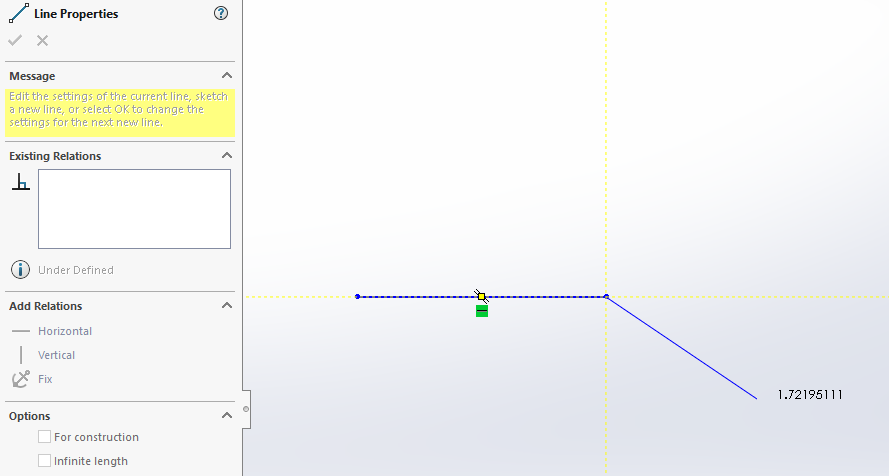 Line Properties
?
Message
Edit the settings of the current line, sketch
a new line, or select OK to change the
settings for the next new line.
Existing Relations
Under Defined
Add Relations
Horizontal
Vertical
Fix
Options
For construction
Infinite length
1.72195111